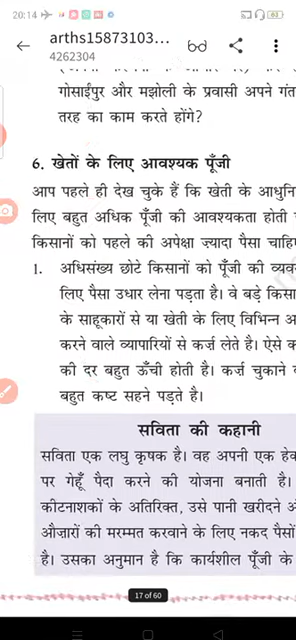 20:14
63
arths15873103...
4262304
गोसाईंपुर और मझोली के प्रवासी अपने गंत
तरह का काम करते होंगे?
6. खेतों के लिए आवश्यक पूँजी
आप पहले ही देख चुके हैं कि खेती के आधुनि
लिए बहुत अधिक पूँजी की आवश्यकता होती
किसानों को पहले की अपेक्षा ज़्यादा पैसा चाहि
1. अधिसंख्य छोटे किसानों को पूँजी की व्यव
लिए पैसा उधार लेना पड़ता है। वे बड़े किसा
के साहूकारों से या खेती के लिए विभिन्न अ
करने वाले व्यापारियों से कर्ज़ लेते है। ऐसे क
की दर बहुत ऊँची होती है। कर्ज़ चुकाने व
बहुत कष्ट सहने पड़ते है।
सविता की कहानी
सविता एक लघु कृषक है। वह अपनी एक हेक
पर गेहूँ पैदा करने की योजना बनाती है।
कीटनाशकों के अतिरिक्त, उसे पानी खरीदने अ
औज़ारों की मरम्मत करवाने के लिए नकद पैसों
है। उसका अनुमान है कि कार्यशील पूँजी के
17 of 60